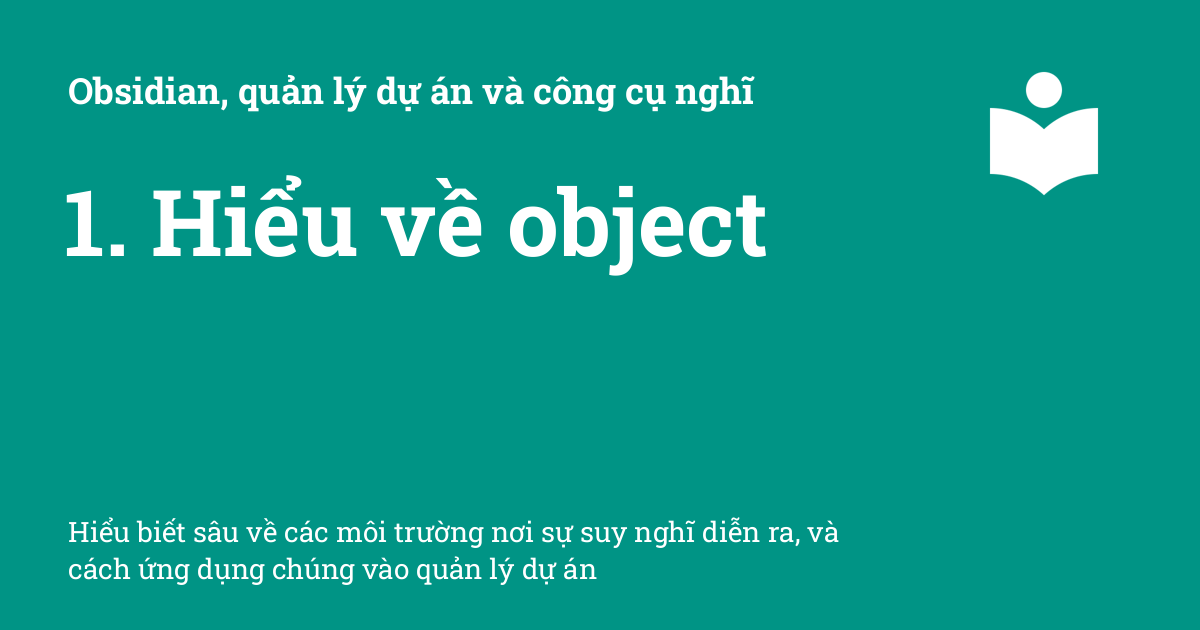 Obsidian, quản lý dự án và công cụ nghĩ
1. Hiểu về object
Hiểu biết sâu về các môi trường nơi sự suy nghĩ diễn ra, và
cách ứng dụng chúng vào quản lý dự án